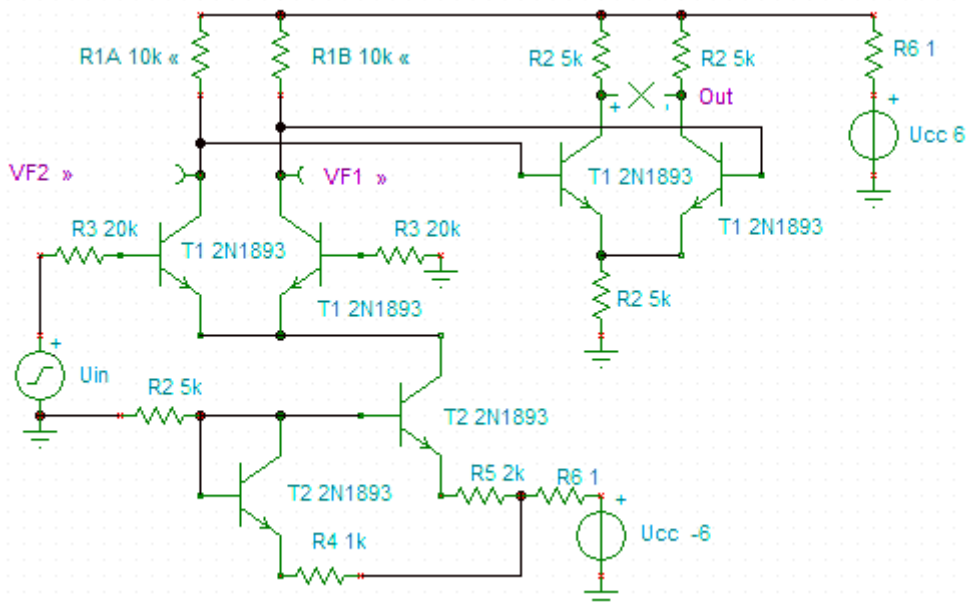 R1A 10k «
R1B 10k «
R2 5k
R2 5k
R6 1
+
-
Out
+
Ucc 6
VF2 »
VF1 »
T1 2N1893
R3 20k
R3 20k
T1 2N1893
T1 2N1893
T1 2N1893
R2 5k
+
Uin
R2 5k
T2 2N1893
T2 2N1893
R5 2k
R6 1
+
Ucc -6
R4 1k